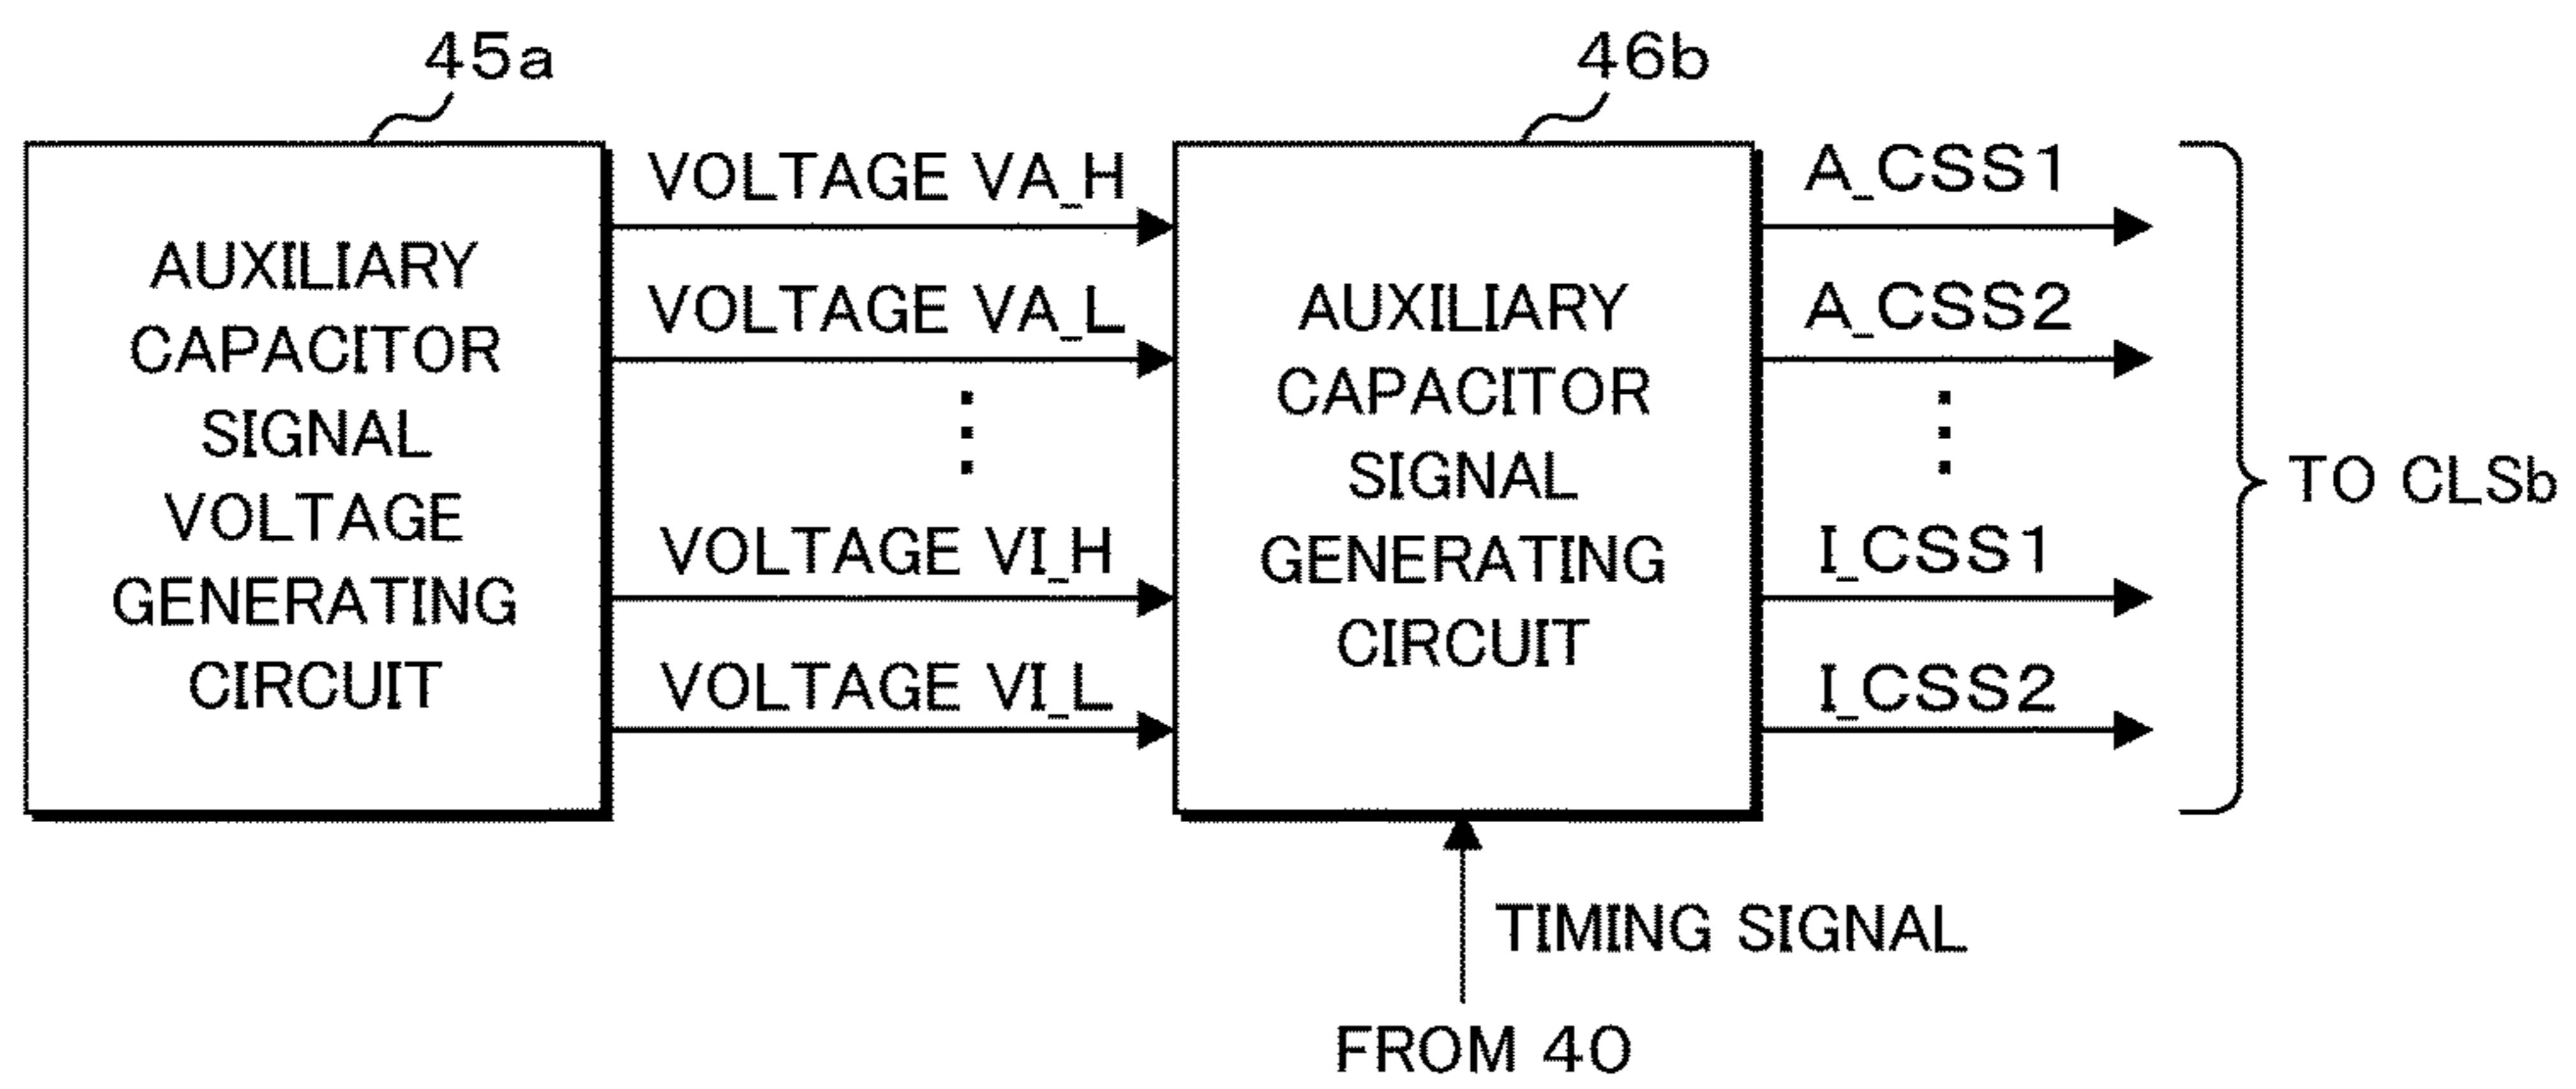 45a
46b
AUXILIARY
CAPACITOR
SIGNAL
VOLTAGE
GENERATING
CIRCUIT
VOLTAGE VA_H
VOLTAGE VA_L
VOLTAGE VI_H
VOLTAGE VI_L
AUXILIARY
CAPACITOR
SIGNAL
GENERATING
CIRCUIT
A_CSS1
A_CSS2
I_CSS1
I_CSS2
TO CLSb
TIMING SIGNAL
FROM 40